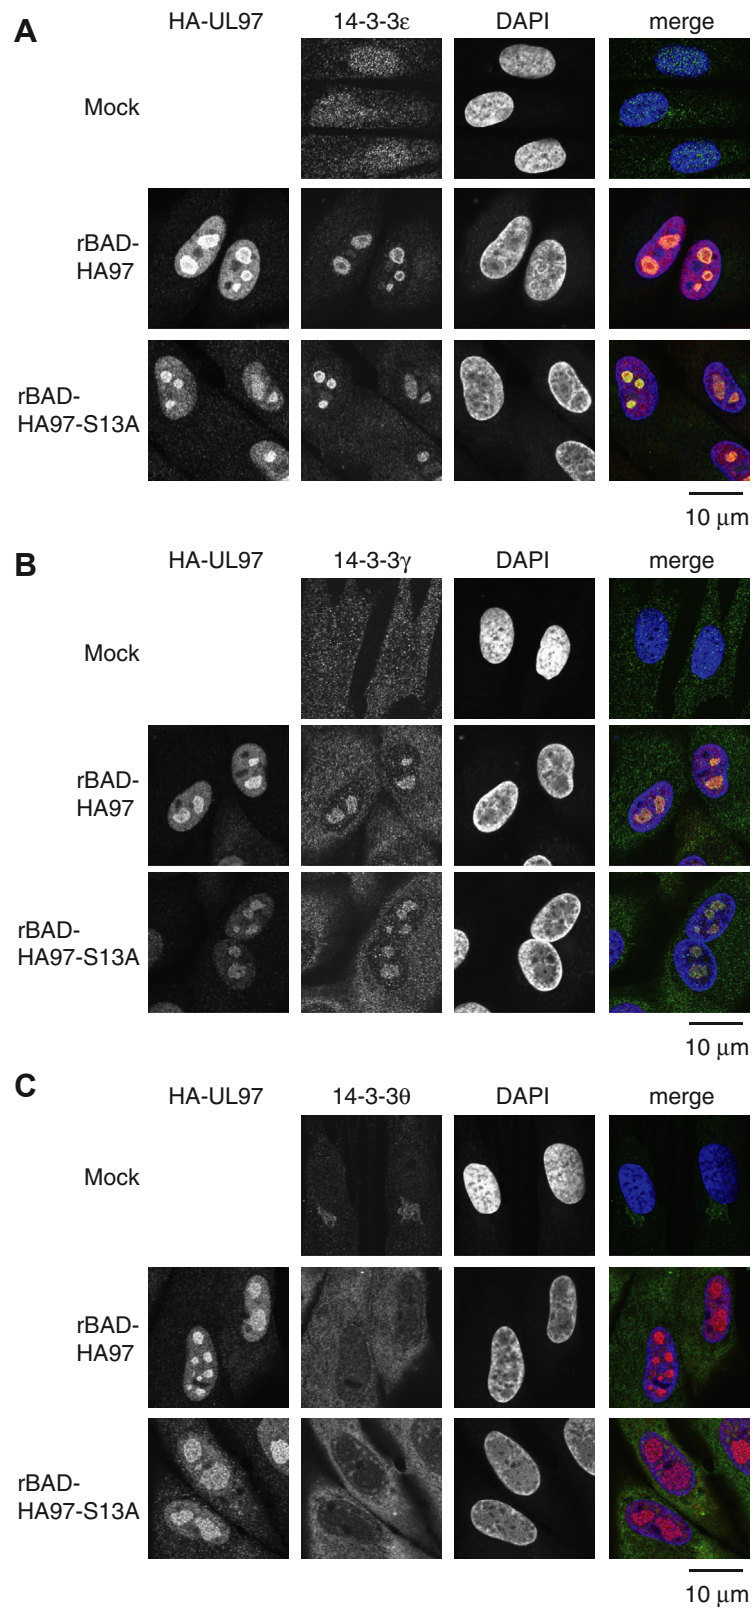 A
HA-UL97 14-3-3ε DAPI merge
Mock
rBAD-
HA97
rBAD-
HA97-S13A
10 μm
B
HA-UL97 14-3-3γ DAPI merge
Mock
rBAD-
HA97
rBAD-
HA97-S13A
10 μm
C
HA-UL97 14-3-3θ DAPI merge
Mock
rBAD-
HA97
rBAD-
HA97-S13A
10 μm